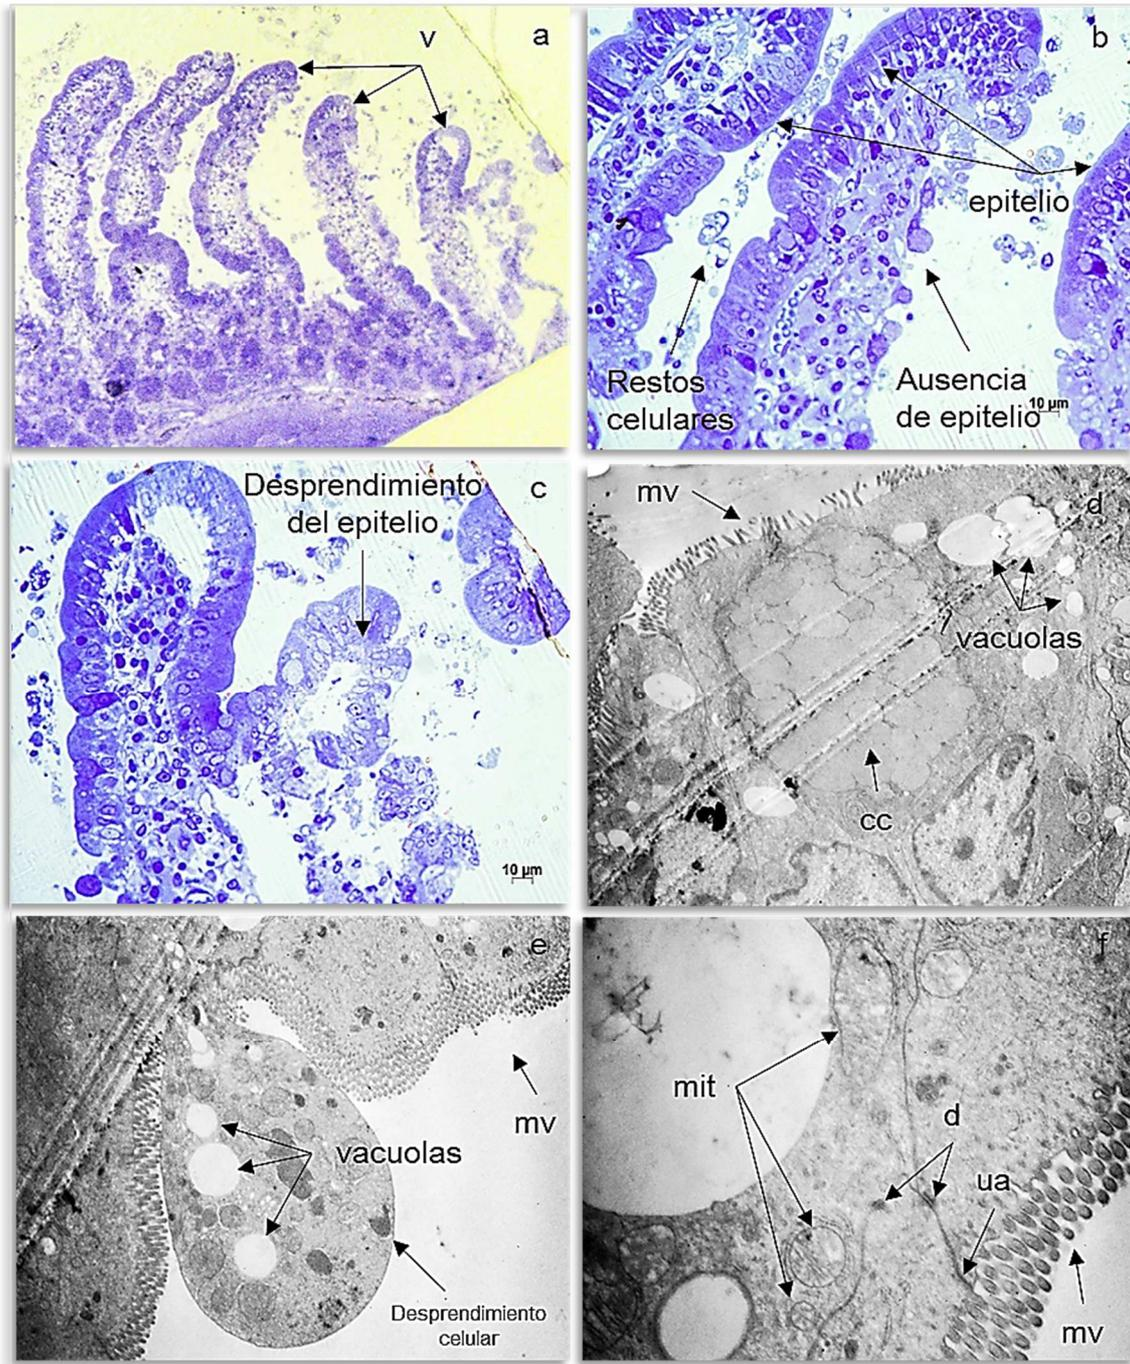 v
a
b
epitelio
Restos
celulares
Ausencia
de epitelio
10 µm
Desprendimiento
del epitelio
c
10 µm
mv
d
vacuolas
cc
e
mv
vacuolas
Desprendimiento
celular
f
mit
d
ua
mv